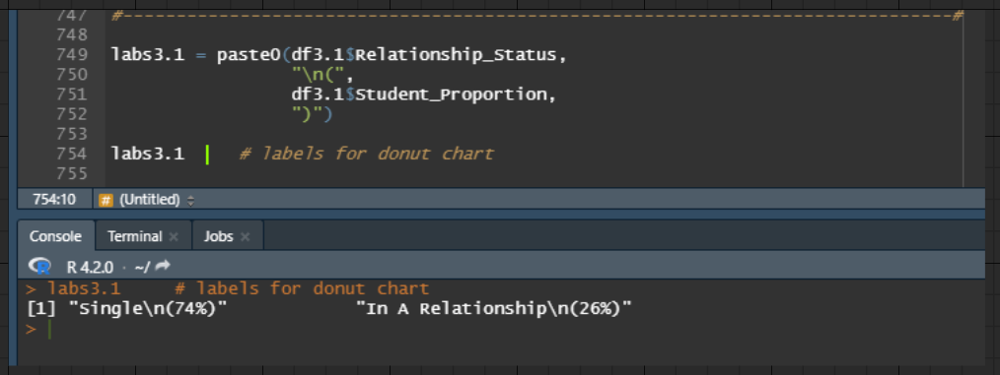 747 #-----------------------------------------------------------------------------#
748
749 labs3.1 = paste0(df3.1$Relationship_Status,
750 "\n(",
751 df3.1$Student_Proportion,
752 ")")
753
754 labs3.1 # labels for donut chart
755
754:10 # (Untitled)
Console Terminal × Jobs ×
R R 4.2.0 · ~/
> labs3.1 # labels for donut chart
[1] "Single\n(74%)" "In A Relationship\n(26%)"
>